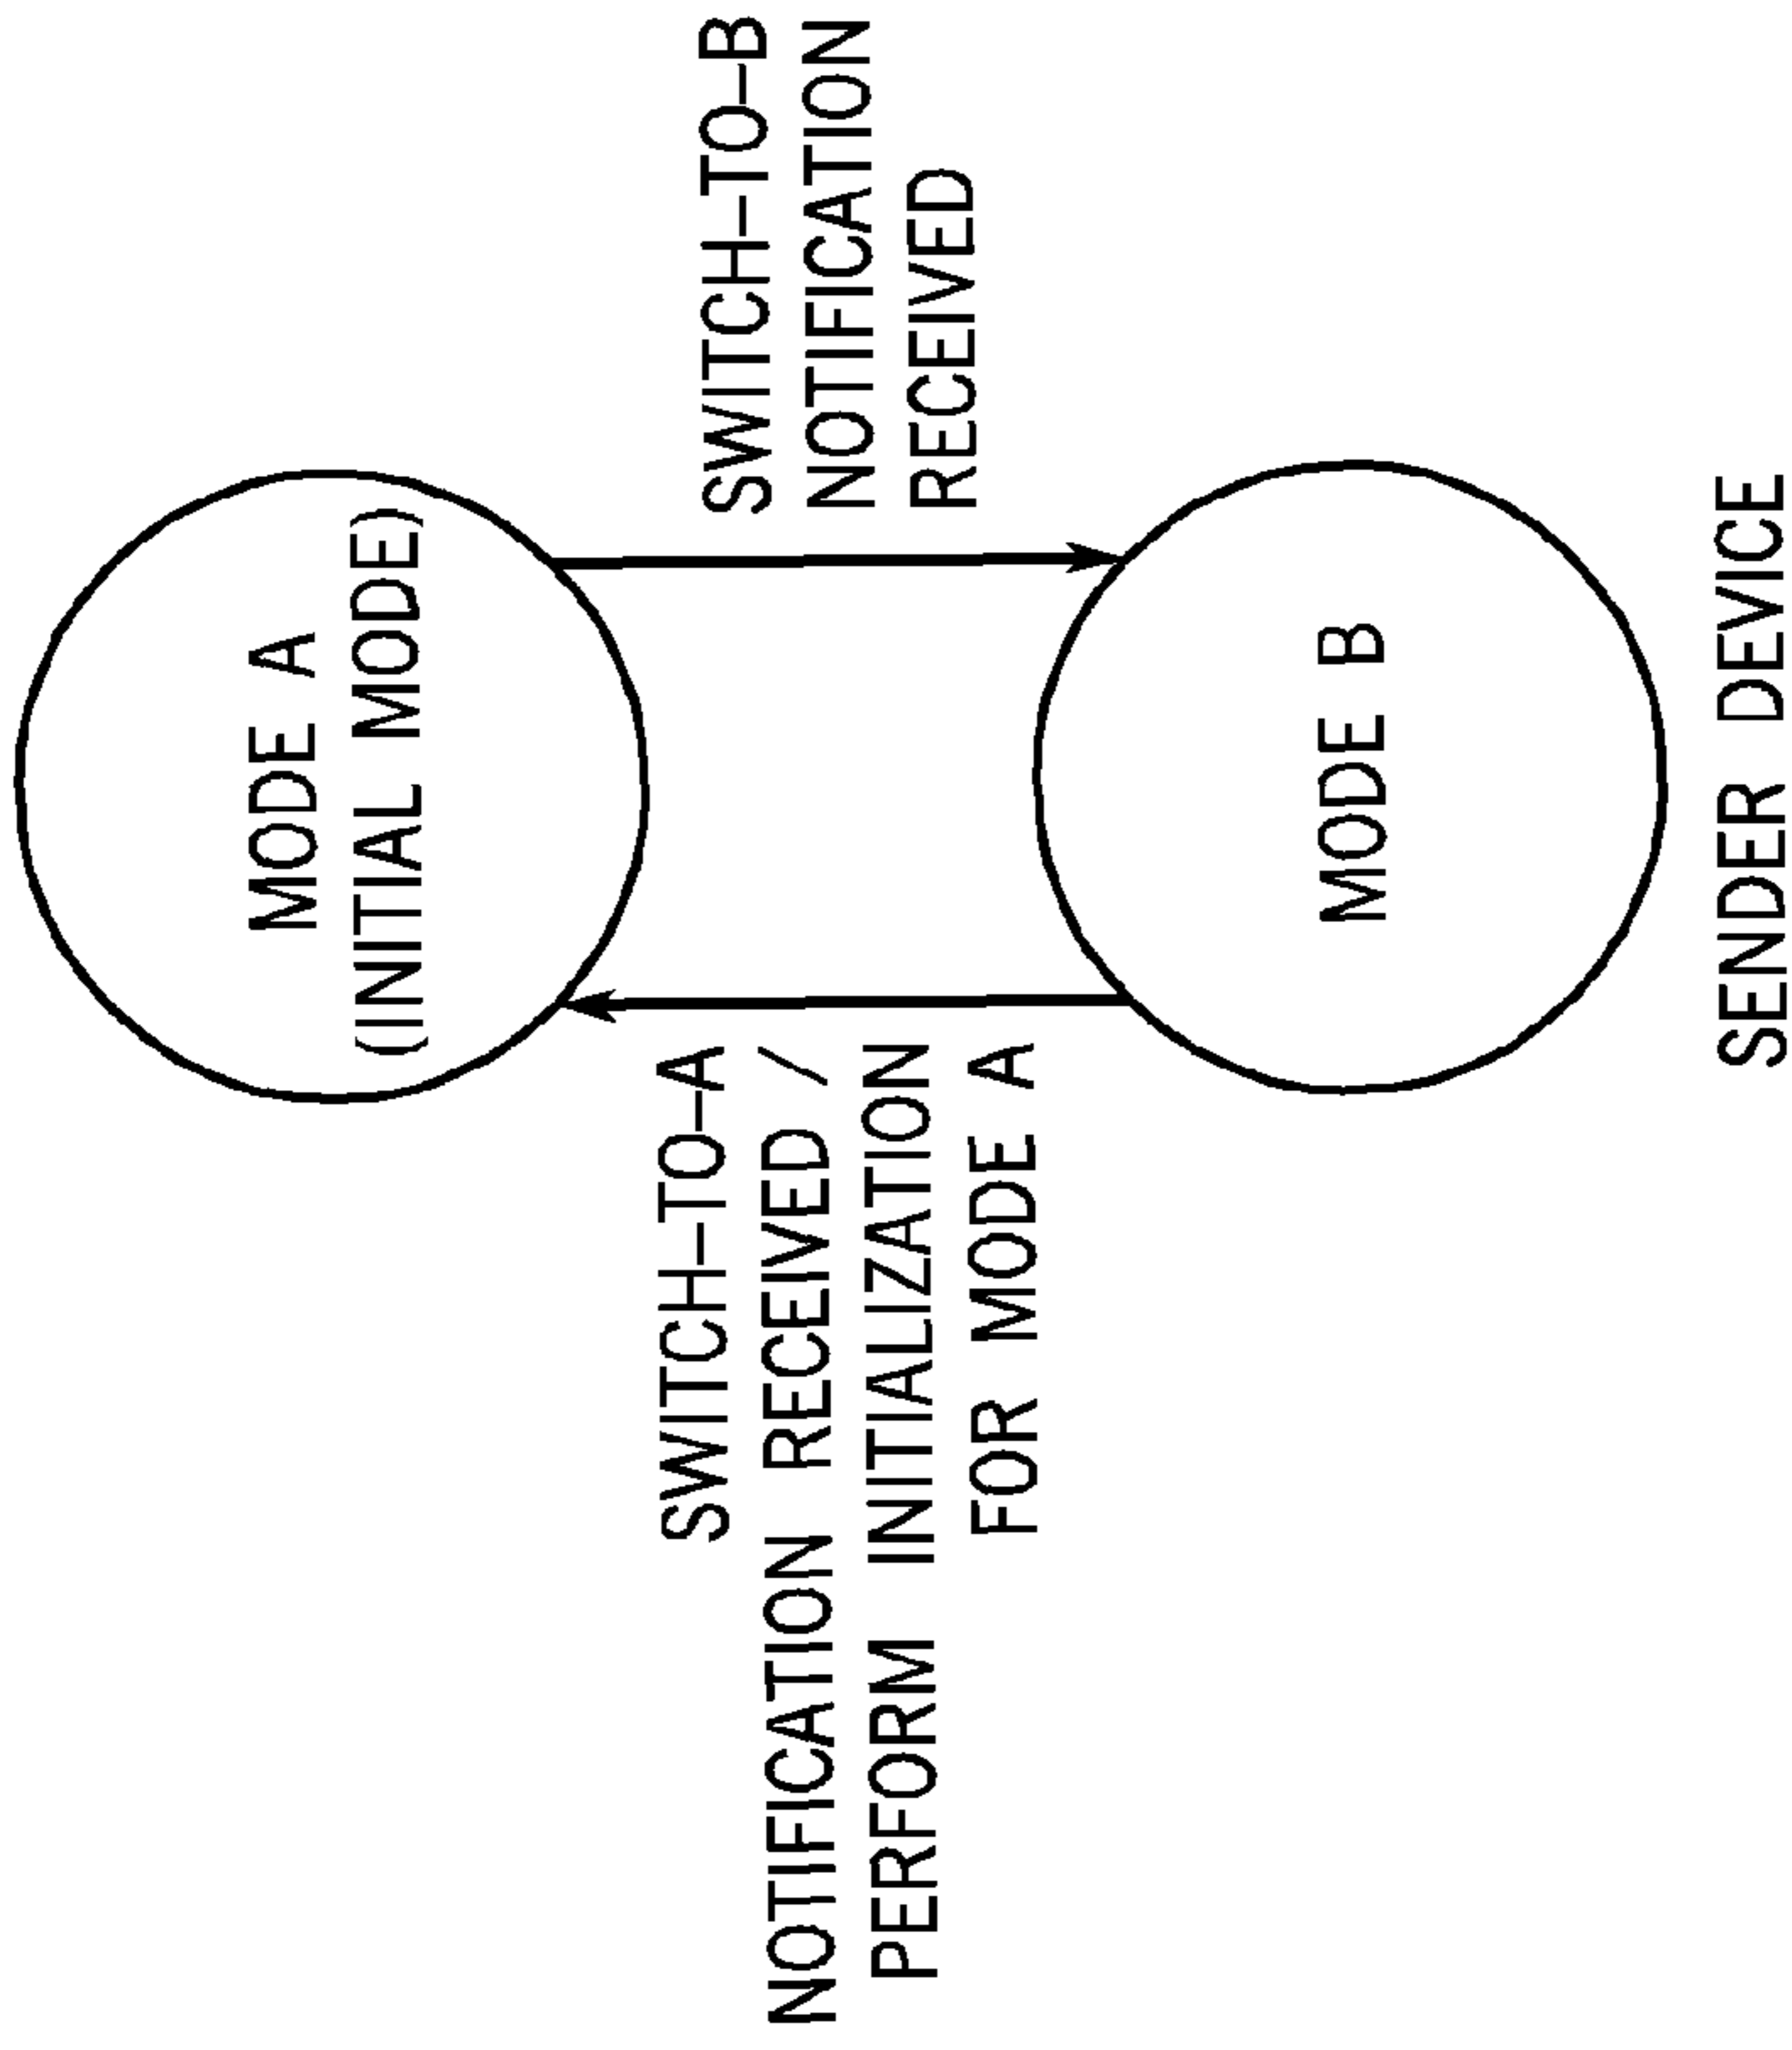 MODE A
(INITIAL MODE)
SWITCH-TO-A
NOTIFICATION RECEIVED /
PERFORM INITIALIZATION
FOR MODE A
SWITCH-TO-B
NOTIFICATION
RECEIVED
MODE B
SENDER DEVICE